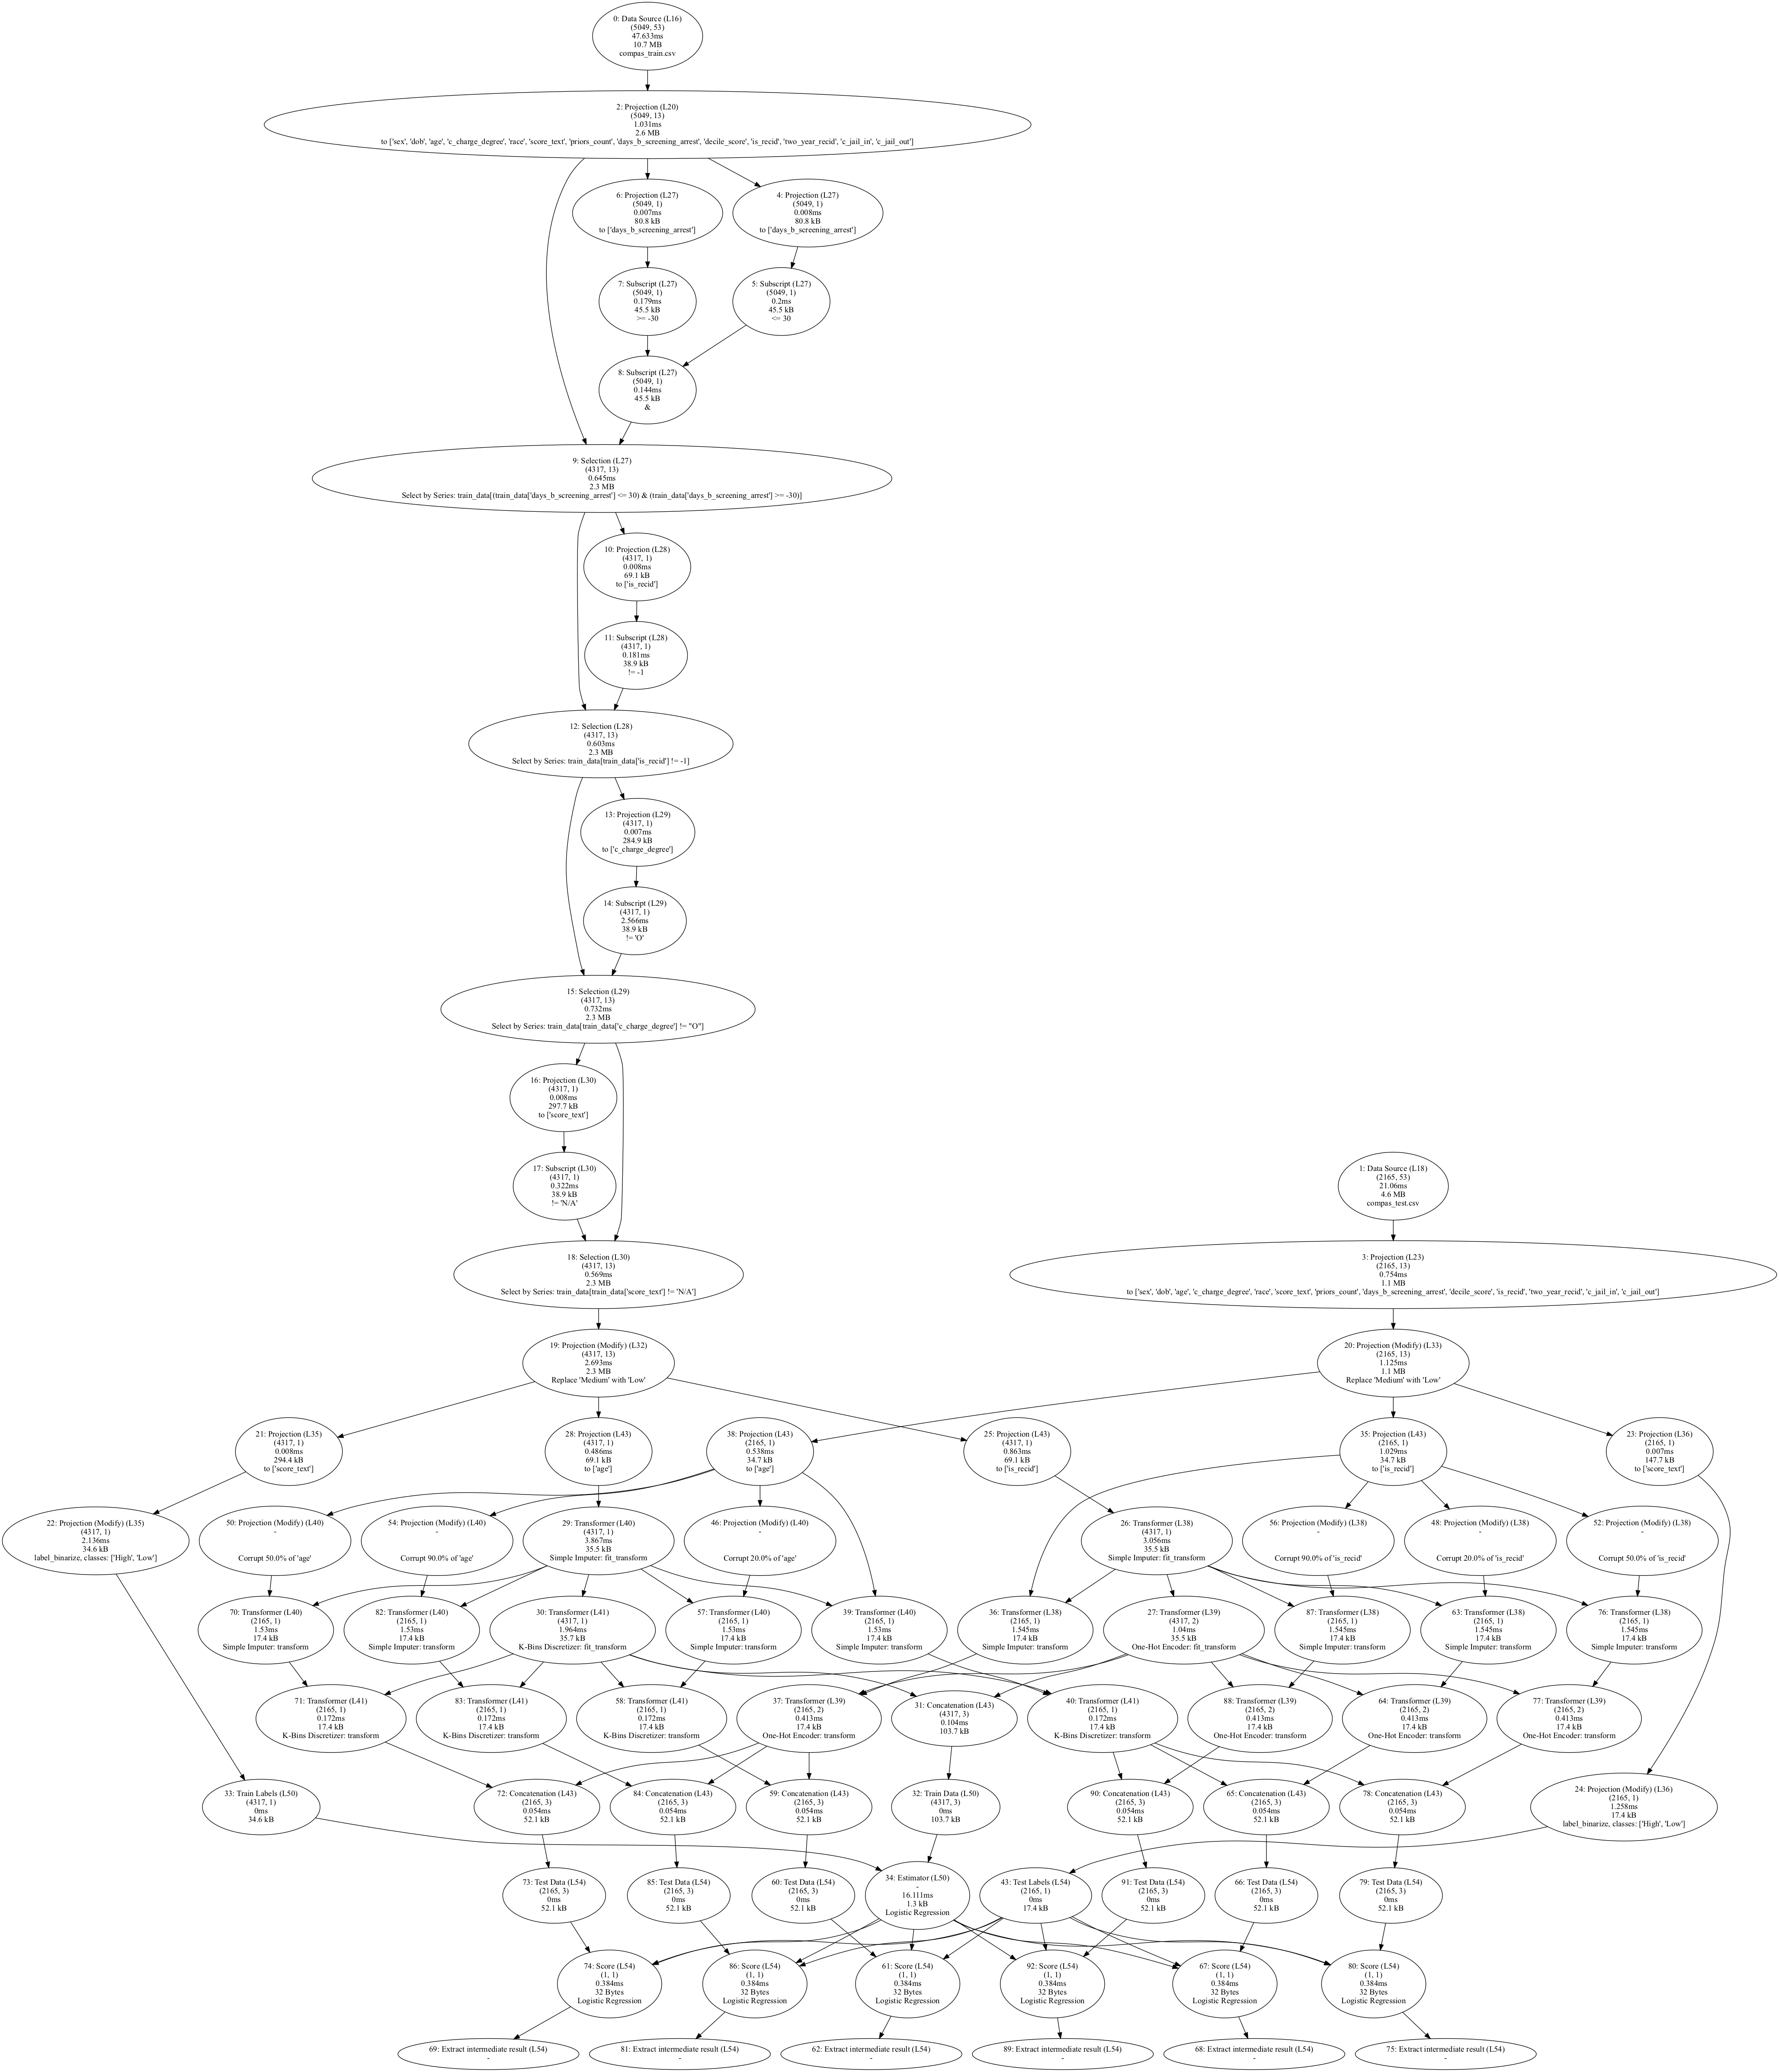 0: Data Source (L16)
(5049, 53)
47.633ms
10.7 MB
compas_train.csv
2: Projection (L20)
(5049, 13)
1.031ms
2.6 MB
to ['sex', 'dob', 'age', 'c_charge_degree', 'race', 'score_text', 'priors_count', 'days_b_screening_arrest', 'decile_score', 'is_recid', 'two_year_recid', 'c_jail_in', 'c_jail_out']
6: Projection (L27)
(5049, 1)
0.007ms
80.8 kB
to ['days_b_screening_arrest']
4: Projection (L27)
(5049, 1)
0.008ms
80.8 kB
to ['days_b_screening_arrest']
7: Subscript (L27)
(5049, 1)
0.179ms
45.5 kB
>= -30
5: Subscript (L27)
(5049, 1)
0.2ms
45.5 kB
<= 30
8: Subscript (L27)
(5049, 1)
0.144ms
45.5 kB
&
9: Selection (L27)
(4317, 13)
0.645ms
2.3 MB
Select by Series: train_data[(train_data['days_b_screening_arrest'] <= 30) & (train_data['days_b_screening_arrest'] >= -30)]
10: Projection (L28)
(4317, 1)
0.008ms
69.1 kB
to ['is_recid']
11: Subscript (L28)
(4317, 1)
0.181ms
38.9 kB
!= -1
12: Selection (L28)
(4317, 13)
0.603ms
2.3 MB
Select by Series: train_data[train_data['is_recid'] != -1]
13: Projection (L29)
(4317, 1)
0.007ms
284.9 kB
to ['c_charge_degree']
14: Subscript (L29)
(4317, 1)
2.566ms
38.9 kB
!= 'O'
15: Selection (L29)
(4317, 13)
0.732ms
2.3 MB
Select by Series: train_data[train_data['c_charge_degree'] != "O"]
16: Projection (L30)
(4317, 1)
0.008ms
297.7 kB
to ['score_text']
17: Subscript (L30)
(4317, 1)
0.322ms
38.9 kB
!= 'N/A'
1: Data Source (L18)
(2165, 53)
21.06ms
4.6 MB
compas_test.csv
18: Selection (L30)
(4317, 13)
0.569ms
2.3 MB
Select by Series: train_data[train_data['score_text'] != 'N/A']
3: Projection (L23)
(2165, 13)
0.754ms
1.1 MB
to ['sex', 'dob', 'age', 'c_charge_degree', 'race', 'score_text', 'priors_count', 'days_b_screening_arrest', 'decile_score', 'is_recid', 'two_year_recid', 'c_jail_in', 'c_jail_out']
19: Projection (Modify) (L32)
(4317, 13)
2.693ms
2.3 MB
Replace 'Medium' with 'Low'
20: Projection (Modify) (L33)
(2165, 13)
1.125ms
1.1 MB
Replace 'Medium' with 'Low'
21: Projection (L35)
(4317, 1)
0.008ms
294.4 kB
to ['score_text']
28: Projection (L43)
(4317, 1)
0.486ms
69.1 kB
to ['age']
38: Projection (L43)
(2165, 1)
0.538ms
34.7 kB
to ['age']
25: Projection (L43)
(4317, 1)
0.863ms
69.1 kB
to ['is_recid']
35: Projection (L43)
(2165, 1)
1.029ms
34.7 kB
to ['is_recid']
23: Projection (L36)
(2165, 1)
0.007ms
147.7 kB
to ['score_text']
22: Projection (Modify) (L35)
(4317, 1)
2.136ms
34.6 kB
label_binarize, classes: ['High', 'Low']
50: Projection (Modify) (L40)
-
Corrupt 50.0% of 'age'
54: Projection (Modify) (L40)
-
Corrupt 90.0% of 'age'
29: Transformer (L40)
(4317, 1)
3.867ms
35.5 kB
Simple Imputer: fit_transform
46: Projection (Modify) (L40)
-
Corrupt 20.0% of 'age'
26: Transformer (L38)
(4317, 1)
3.056ms
35.5 kB
Simple Imputer: fit_transform
56: Projection (Modify) (L38)
-
Corrupt 90.0% of 'is_recid'
48: Projection (Modify) (L38)
-
Corrupt 20.0% of 'is_recid'
52: Projection (Modify) (L38)
-
Corrupt 50.0% of 'is_recid'
70: Transformer (L40)
(2165, 1)
1.53ms
17.4 kB
Simple Imputer: transform
82: Transformer (L40)
(2165, 1)
1.53ms
17.4 kB
Simple Imputer: transform
30: Transformer (L41)
(4317, 1)
1.964ms
35.7 kB
K-Bins Discretizer: fit_transform
57: Transformer (L40)
(2165, 1)
1.53ms
17.4 kB
Simple Imputer: transform
39: Transformer (L40)
(2165, 1)
1.53ms
17.4 kB
Simple Imputer: transform
36: Transformer (L38)
(2165, 1)
1.545ms
17.4 kB
Simple Imputer: transform
27: Transformer (L39)
(4317, 2)
1.04ms
35.5 kB
One-Hot Encoder: fit_transform
87: Transformer (L38)
(2165, 1)
1.545ms
17.4 kB
Simple Imputer: transform
63: Transformer (L38)
(2165, 1)
1.545ms
17.4 kB
Simple Imputer: transform
76: Transformer (L38)
(2165, 1)
1.545ms
17.4 kB
Simple Imputer: transform
71: Transformer (L41)
(2165, 1)
0.172ms
17.4 kB
K-Bins Discretizer: transform
83: Transformer (L41)
(2165, 1)
0.172ms
17.4 kB
K-Bins Discretizer: transform
58: Transformer (L41)
(2165, 1)
0.172ms
17.4 kB
K-Bins Discretizer: transform
37: Transformer (L39)
(2165, 2)
0.413ms
17.4 kB
One-Hot Encoder: transform
31: Concatenation (L43)
(4317, 3)
0.104ms
103.7 kB
40: Transformer (L41)
(2165, 1)
0.172ms
17.4 kB
K-Bins Discretizer: transform
88: Transformer (L39)
(2165, 2)
0.413ms
17.4 kB
One-Hot Encoder: transform
64: Transformer (L39)
(2165, 2)
0.413ms
17.4 kB
One-Hot Encoder: transform
77: Transformer (L39)
(2165, 2)
0.413ms
17.4 kB
One-Hot Encoder: transform
33: Train Labels (L50)
(4317, 1)
0ms
34.6 kB
72: Concatenation (L43)
(2165, 3)
0.054ms
52.1 kB
84: Concatenation (L43)
(2165, 3)
0.054ms
52.1 kB
59: Concatenation (L43)
(2165, 3)
0.054ms
52.1 kB
32: Train Data (L50)
(4317, 3)
0ms
103.7 kB
90: Concatenation (L43)
(2165, 3)
0.054ms
52.1 kB
65: Concatenation (L43)
(2165, 3)
0.054ms
52.1 kB
78: Concatenation (L43)
(2165, 3)
0.054ms
52.1 kB
24: Projection (Modify) (L36)
(2165, 1)
1.258ms
17.4 kB
label_binarize, classes: ['High', 'Low']
73: Test Data (L54)
(2165, 3)
0ms
52.1 kB
85: Test Data (L54)
(2165, 3)
0ms
52.1 kB
60: Test Data (L54)
(2165, 3)
0ms
52.1 kB
34: Estimator (L50)
-
16.111ms
1.3 kB
Logistic Regression
43: Test Labels (L54)
(2165, 1)
0ms
17.4 kB
91: Test Data (L54)
(2165, 3)
0ms
52.1 kB
66: Test Data (L54)
(2165, 3)
0ms
52.1 kB
79: Test Data (L54)
(2165, 3)
0ms
52.1 kB
74: Score (L54)
(1, 1)
0.384ms
32 Bytes
Logistic Regression
86: Score (L54)
(1, 1)
0.384ms
32 Bytes
Logistic Regression
61: Score (L54)
(1, 1)
0.384ms
32 Bytes
Logistic Regression
92: Score (L54)
(1, 1)
0.384ms
32 Bytes
Logistic Regression
67: Score (L54)
(1, 1)
0.384ms
32 Bytes
Logistic Regression
80: Score (L54)
(1, 1)
0.384ms
32 Bytes
Logistic Regression
69: Extract intermediate result (L54)
-
81: Extract intermediate result (L54)
-
62: Extract intermediate result (L54)
-
89: Extract intermediate result (L54)
-
68: Extract intermediate result (L54)
-
75: Extract intermediate result (L54)
-